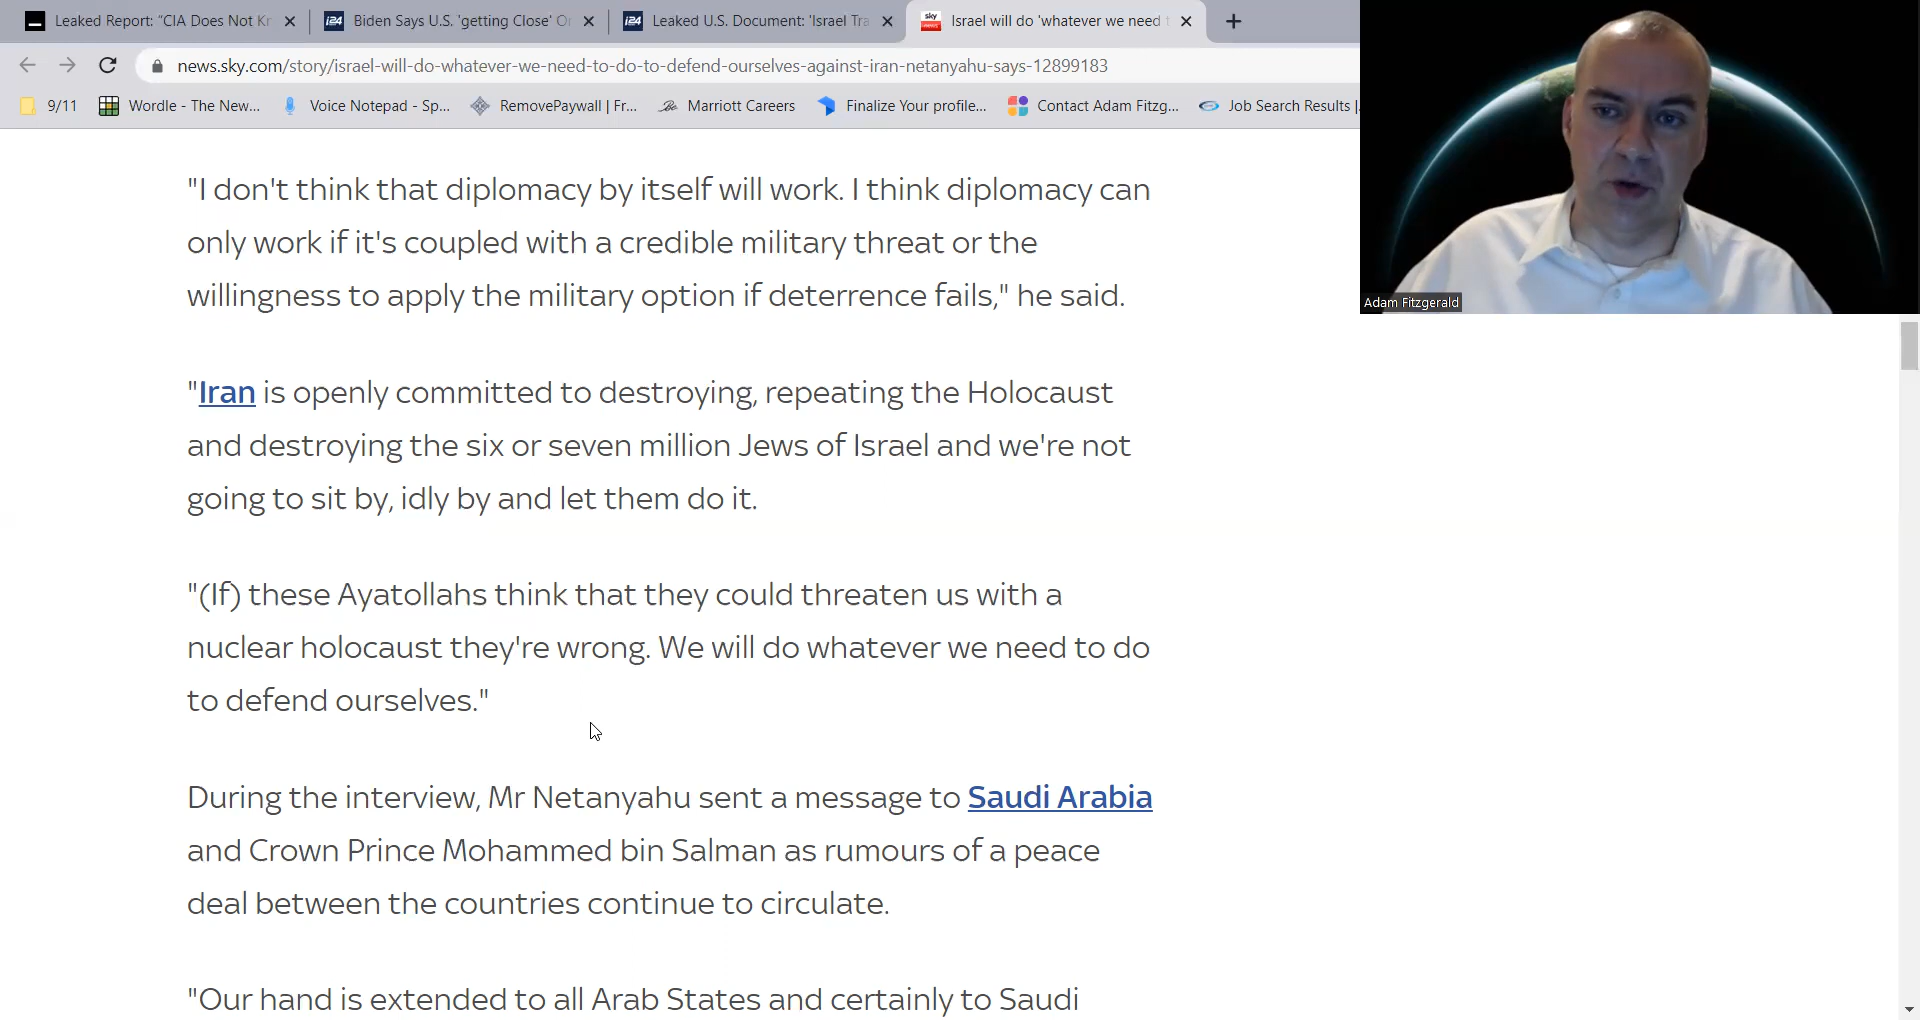 Leaked Report: "CIA Does Not Kr
Biden Says U.S. 'getting Close' O
Leaked U.S. Document: 'Israel Tra
sky news
Israel will do 'whatever we need t
news.sky.com/story/israel-will-do-whatever-we-need-to-do-to-defend-ourselves-against-iran-netanyahu-says-12899183
9/11
Wordle - The New...
Voice Notepad - Sp...
RemovePaywall | Fr...
Marriott Careers
Finalize Your profile...
Contact Adam Fitzg...
Job Search Results |
Adam Fitzgerald
"I don't think that diplomacy by itself will work. I think diplomacy can
only work if it's coupled with a credible military threat or the
willingness to apply the military option if deterrence fails," he said.
"Iran is openly committed to destroying, repeating the Holocaust
and destroying the six or seven million Jews of Israel and we're not
going to sit by, idly by and let them do it.
"(If) these Ayatollahs think that they could threaten us with a
nuclear holocaust they're wrong. We will do whatever we need to do
to defend ourselves."
During the interview, Mr Netanyahu sent a message to Saudi Arabia
and Crown Prince Mohammed bin Salman as rumours of a peace
deal between the countries continue to circulate.
"Our hand is extended to all Arab States and certainly to Saudi